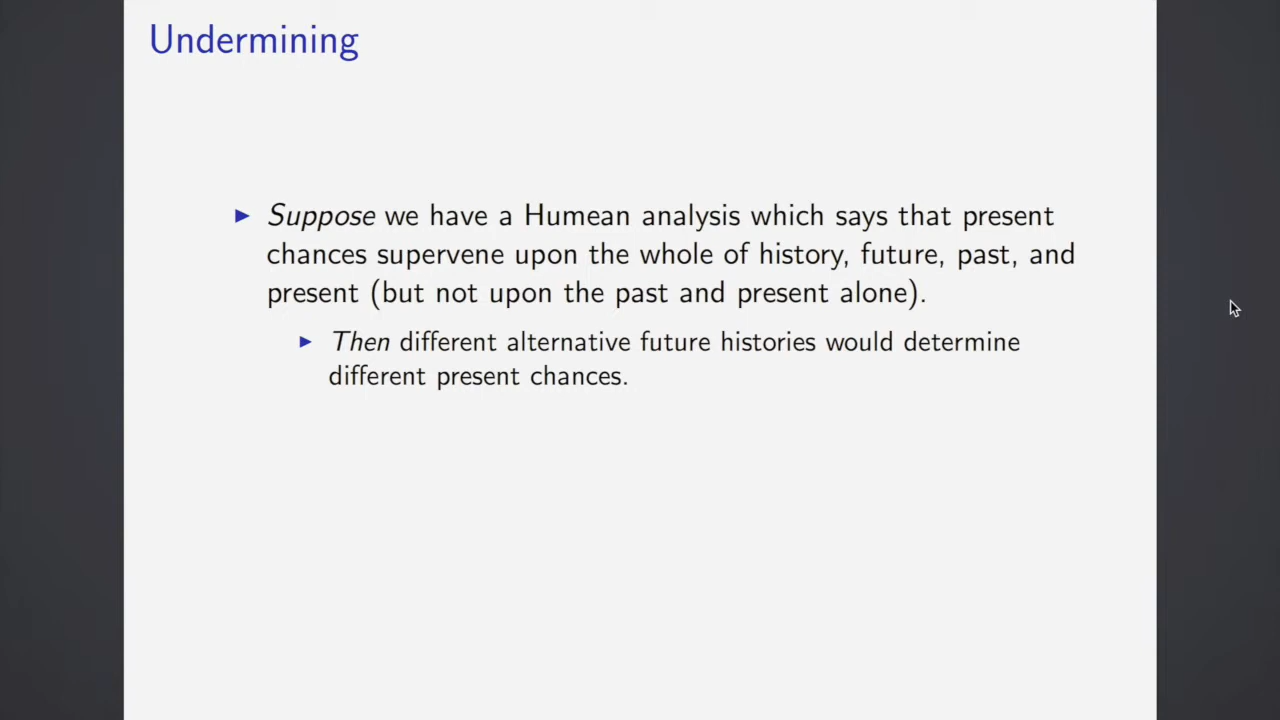 Undermining
Suppose we have a Humean analysis which says that present
chances supervene upon the whole of history, future, past, and
present (but not upon the past and present alone).
Then different alternative future histories would determine
different present chances.